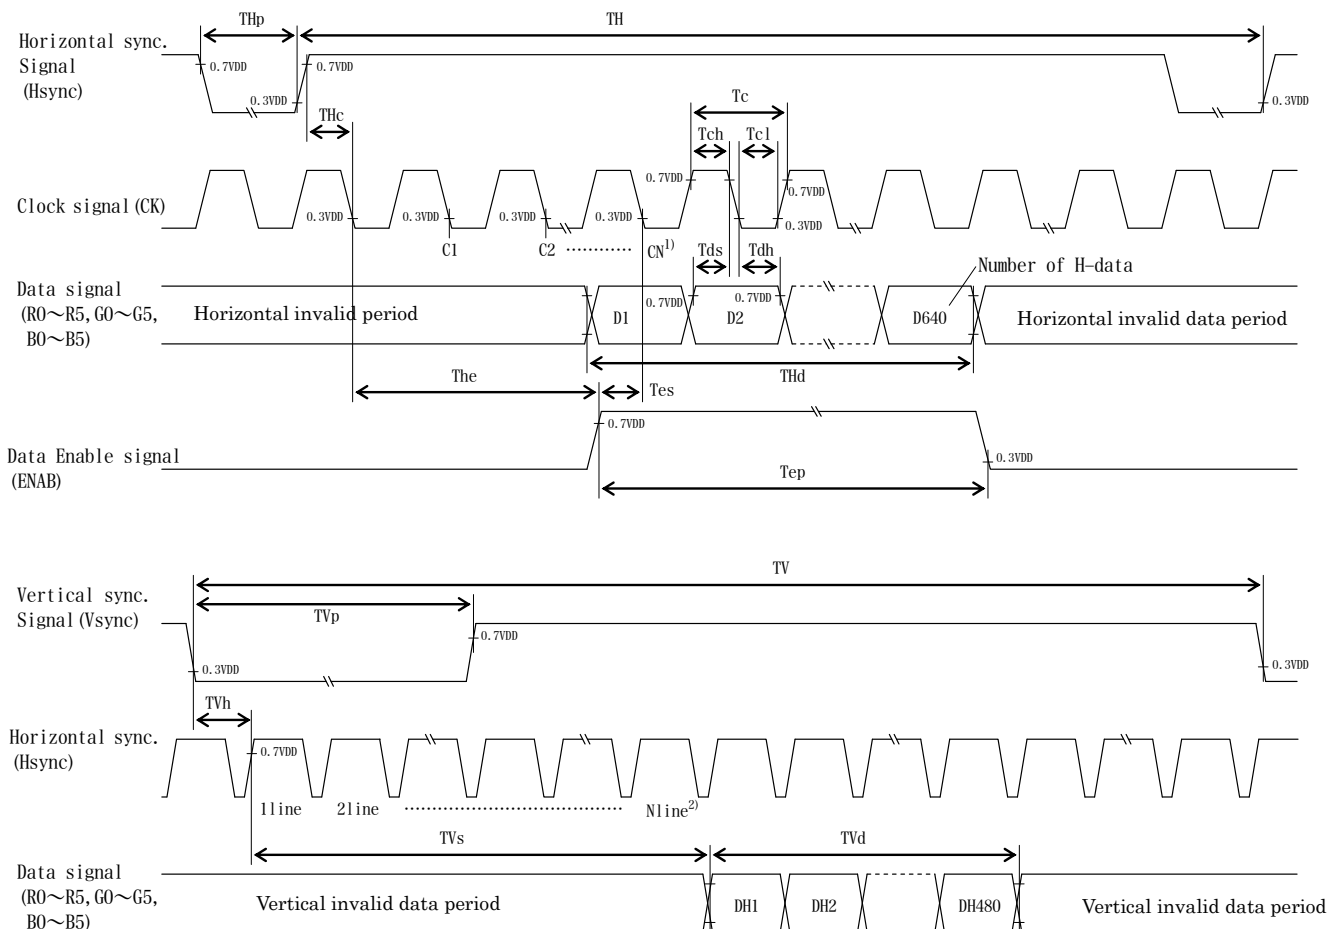 THp
TH
Horizontal sync.
Signal
(Hsync)
0.7VDD
0.7VDD
0.3VDD
0.3VDD
THc
Tc
Tch
Tcl
Clock signal(CK)
0.3VDD
0.3VDD
0.3VDD
0.3VDD
0.7VDD
0.7VDD
0.3VDD
C1
C2
CN1)
Tds
Tdh
Number of H-data
Data signal
(R0～R5,G0～G5,
B0～B5)
Horizontal invalid period
D1
0.7VDD
D2
0.7VDD
D640
Horizontal invalid data period
The
Tes
THd
Data Enable signal
(ENAB)
0.7VDD
0.3VDD
Tep
TV
Vertical sync.
Signal(Vsync)
TVp
0.7VDD
0.3VDD
0.3VDD
TVh
Horizontal sync.
(Hsync)
0.7VDD
1line
2line
Nline2)
TVs
TVd
Data signal
(R0～R5,G0～G5,
B0～B5)
Vertical invalid data period
DH1
DH2
DH480
Vertical invalid data period